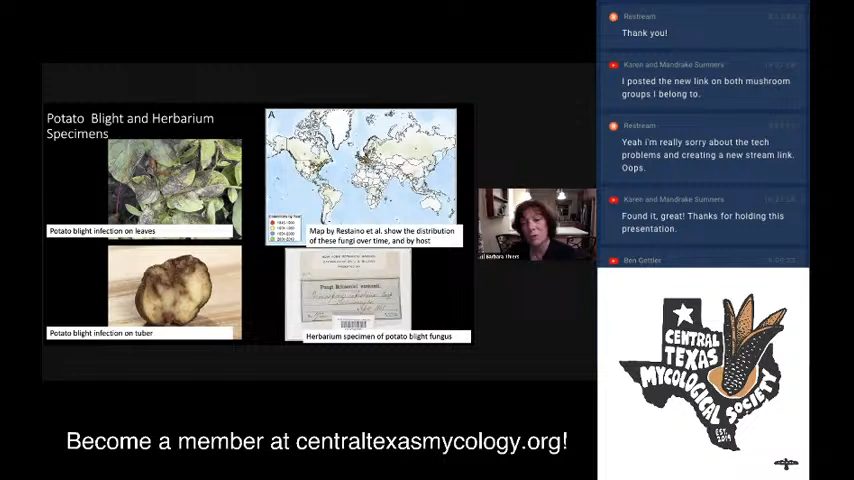 Potato Blight and Herbarium
Specimens
Potato blight infection on leaves
A
Map by Restaino et al. show the distribution
of these fungi over time, and by host
Potato blight infection on tuber
Herbarium specimen of potato blight fungus
Barbara Thiers
Restream
Thank you!
Karen and Mandrake Sumners
I posted the new link on both mushroom
groups I belong to.
Restream
Yeah i'm really sorry about the tech
problems and creating a new stream link.
Oops.
Karen and Mandrake Sumners
Found it, great! Thanks for holding this
presentation.
Ben Gettler
CENTRAL
TEXAS
MYCOLOGICAL
SOCIETY
EST.
2019
Become a member at centraltexasmycology.org!